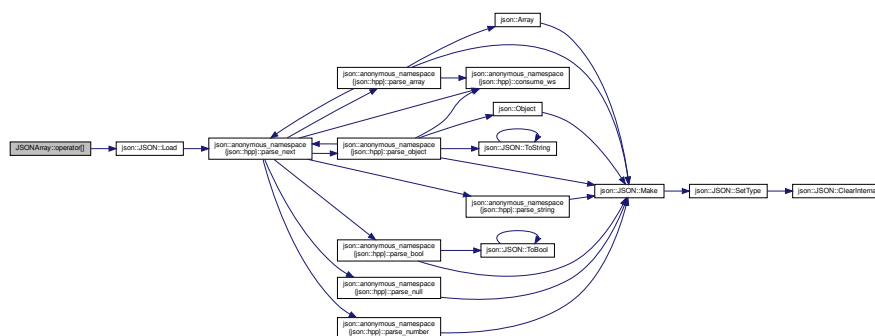 json::Array
json::anonymous_namespace
{json::hpp}::parse_array
json::anonymous_namespace
{json::hpp}::consume_ws
json::Object
JSONArray::operator[]
json::JSON::Load
json::anonymous_namespace
{json::hpp}::parse_next
json::anonymous_namespace
{json::hpp}::parse_object
json::JSON::ToString
json::JSON::Make
json::JSON::SetType
json::JSON::ClearInternal
json::anonymous_namespace
{json::hpp}::parse_string
json::anonymous_namespace
{json::hpp}::parse_bool
json::JSON::ToBool
json::anonymous_namespace
{json::hpp}::parse_null
json::anonymous_namespace
{json::hpp}::parse_number